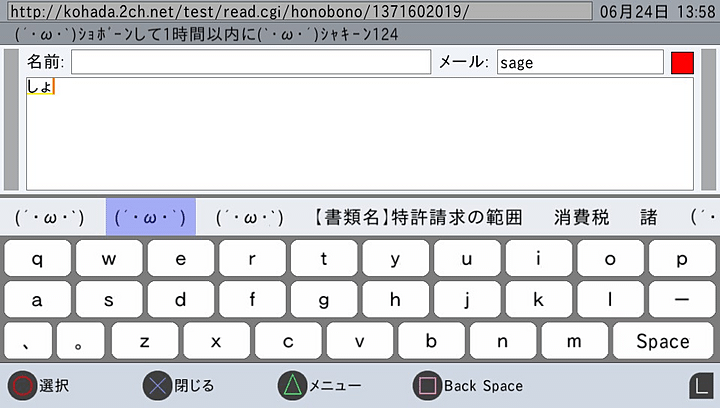 http://kohada.2ch.net/test/read.cgi/honobono/1371602019/ 06月24日 13:58
(´・ω・`)ｼｮﾎﾞｰﾝして1時間以内に(`・ω・´)ｼｬｷｰﾝ124
名前: メール: sage
しょ
(´・ω・`) (´・ω・`) (´・ω・`) 【書類名】特許請求の範囲 消費税 諸 (´・
q w e r t y u i o p
a s d f g h j k l ー
、 。 z x c v b n m Space
選択 閉じる メニュー Back Space L